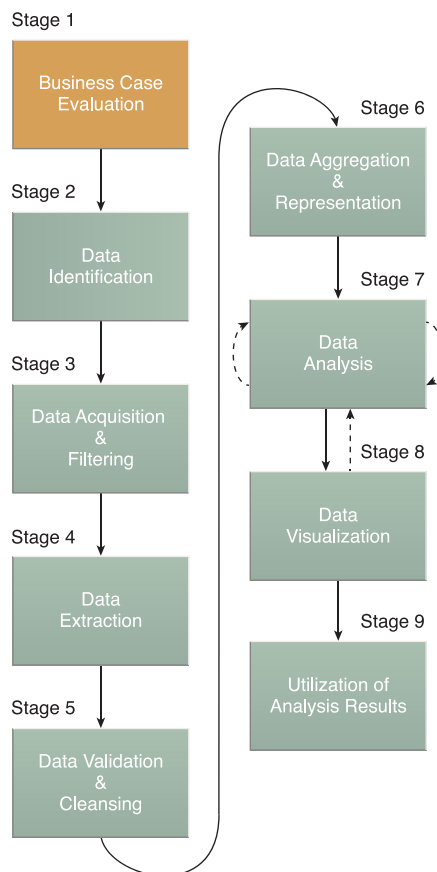 Stage 1
Business Case
Evaluation
Stage 2
Data
Identification
Stage 3
Data Acquisition
&
Filtering
Stage 4
Data
Extraction
Stage 5
Data Validation
&
Cleansing
Stage 6
Data Aggregation
&
Representation
Stage 7
Data
Analysis
Stage 8
Data
Visualization
Stage 9
Utilization of
Analysis Results